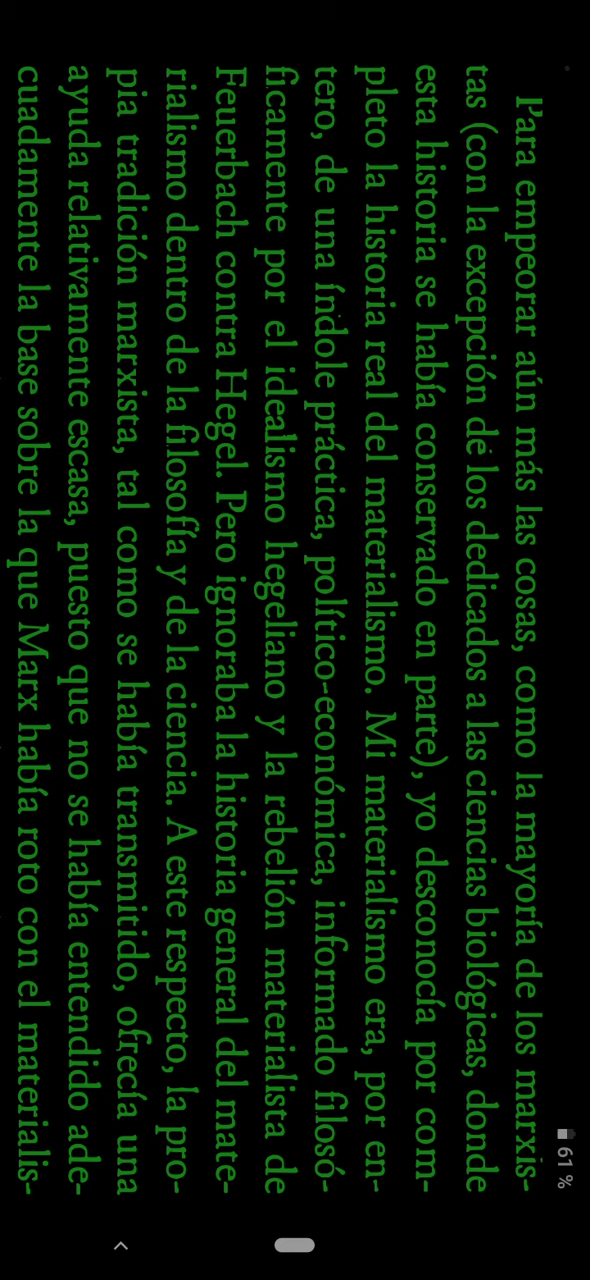 61 %
Para empeorar aún más las cosas, como la mayoría de los marxis-
tas (con la excepción de los dedicados a las ciencias biológicas, donde
esta historia se había conservado en parte), yo desconocía por com-
pleto la historia real del materialismo. Mi materialismo era, por en-
tero, de una índole práctica, político-económica, informado filosó-
ficamente por el idealismo hegeliano y la rebelión materialista de
Feuerbach contra Hegel. Pero ignoraba la historia general del mate-
rialismo dentro de la filosofía y de la ciencia. A este respecto, la pro-
pia tradición marxista, tal como se había transmitido, ofrecía una
ayuda relativamente escasa, puesto que no se había entendido ade-
cuadamente la base sobre la que Marx había roto con el materialis-